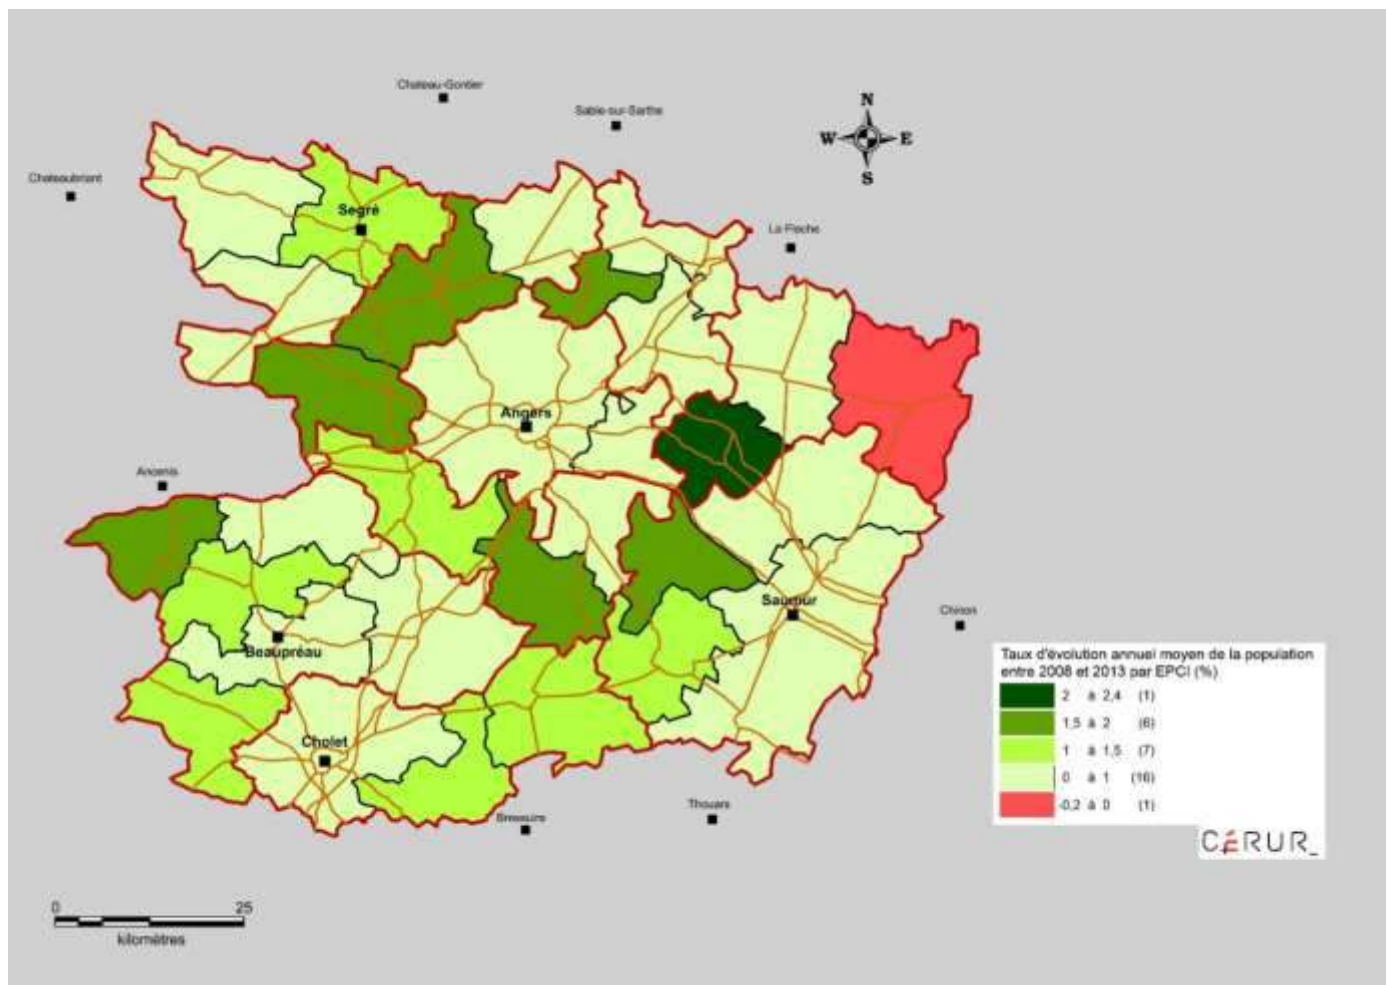 Chateau-Gontier
Sable-sur-Sarthe
N
W E
S
Chateaubriant
Segré
La Fleche
Angers
Ancenis
Saumur
Chinon
Beaupréau
Cholet
Thouars
Bressuire
Taux d'évolution annuel moyen de la population
entre 2008 et 2013 par EPCI (%)
2 à 2,4 (1)
1,5 à 2 (6)
1 à 1,5 (7)
0 à 1 (16)
-0,2 à 0 (1)
CÉRUR_
0 25
kilomètres